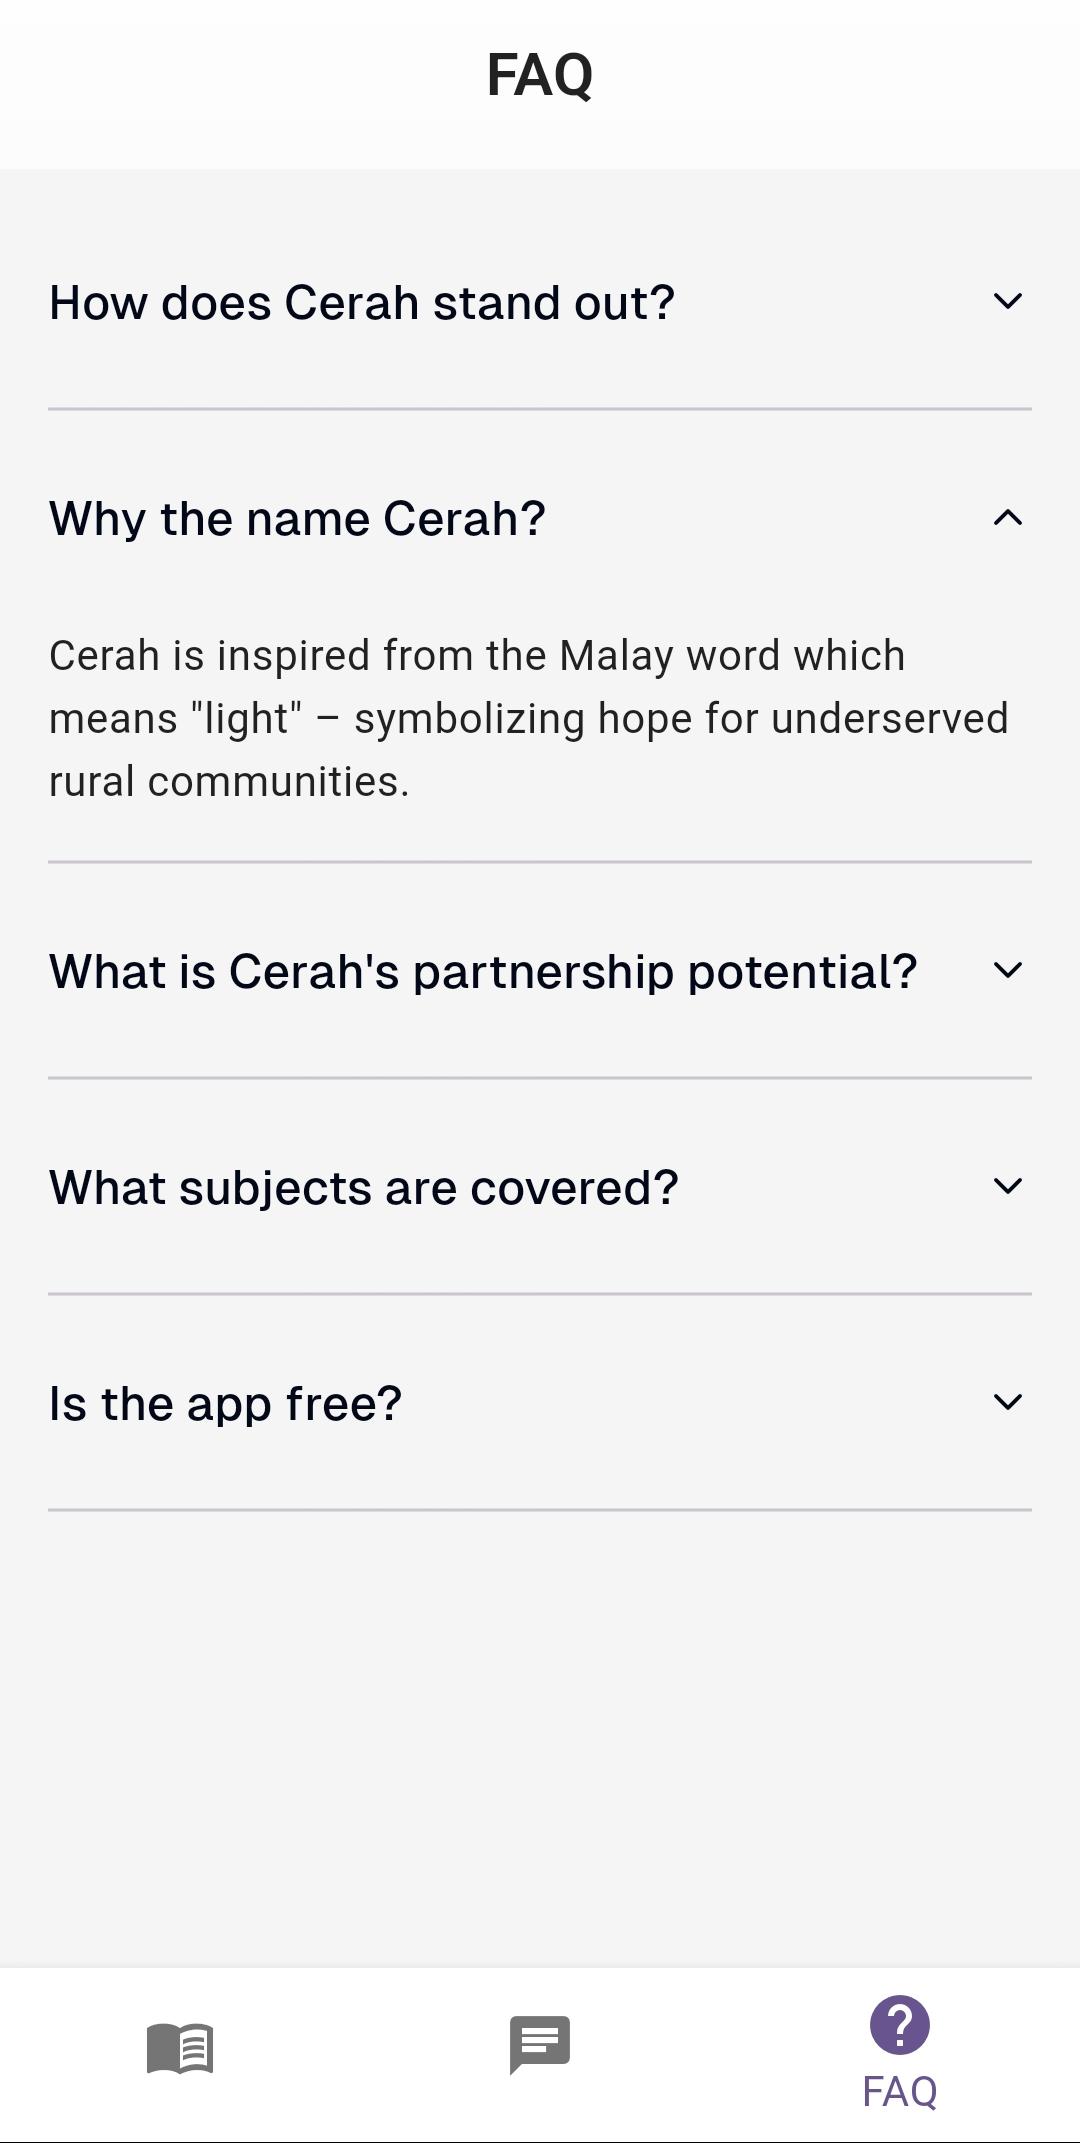 FAQ
How does Cerah stand out?
Why the name Cerah?
Cerah is inspired from the Malay word which
means "light" – symbolizing hope for underserved
rural communities.
What is Cerah's partnership potential?
What subjects are covered?
Is the app free?
FAQ